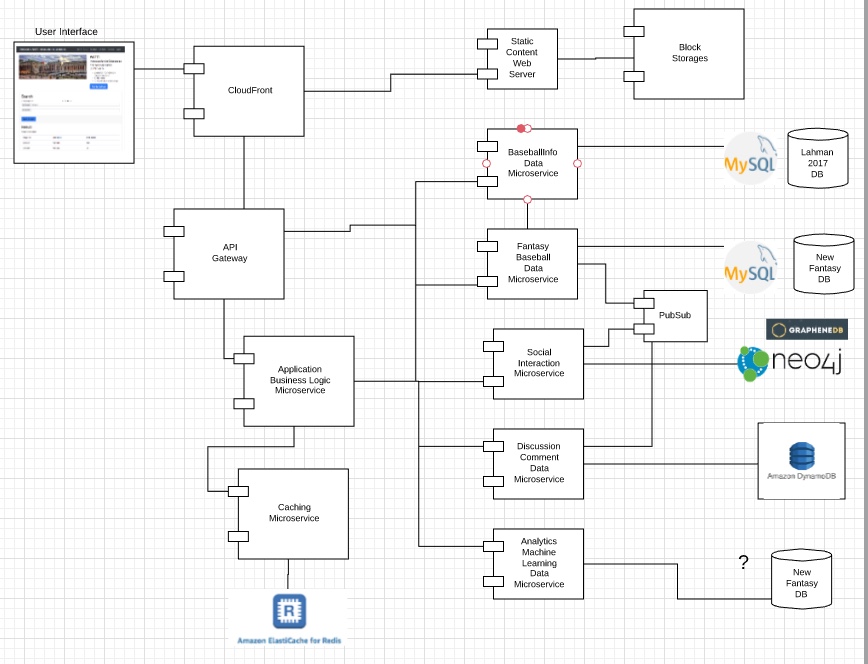 User Interface
CloudFront
Static
Content
Web
Server
Block
Storages
BaseballInfo
Data
Microservice
MySQL
Lahman
2017
DB
API
Gateway
Fantasy
Baseball
Data
Microservice
MySQL
New
Fantasy
DB
PubSub
GRAPHENEDB
neo4j
Application
Business Logic
Microservice
Social
Interaction
Microservice
Discussion
Comment
Data
Microservice
Amazon DynamoDB
Caching
Microservice
Analytics
Machine
Learning
Data
Microservice
?
New
Fantasy
DB
R
Amazon ElastiCache for Redis